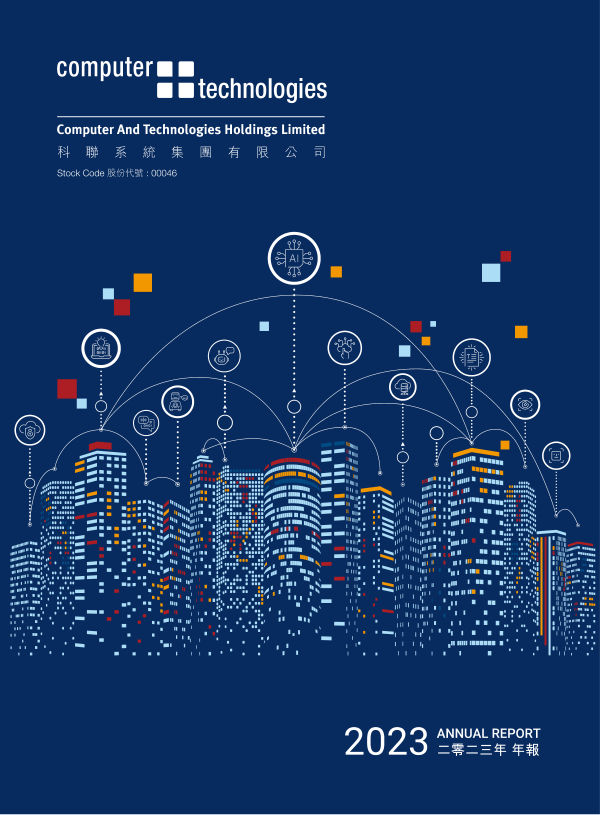 computer
technologies
Computer And Technologies Holdings Limited
科聯系統集團有限公司
Stock Code 股份代號 : 00046
AI
2023 ANNUAL REPORT
二零二三年 年報